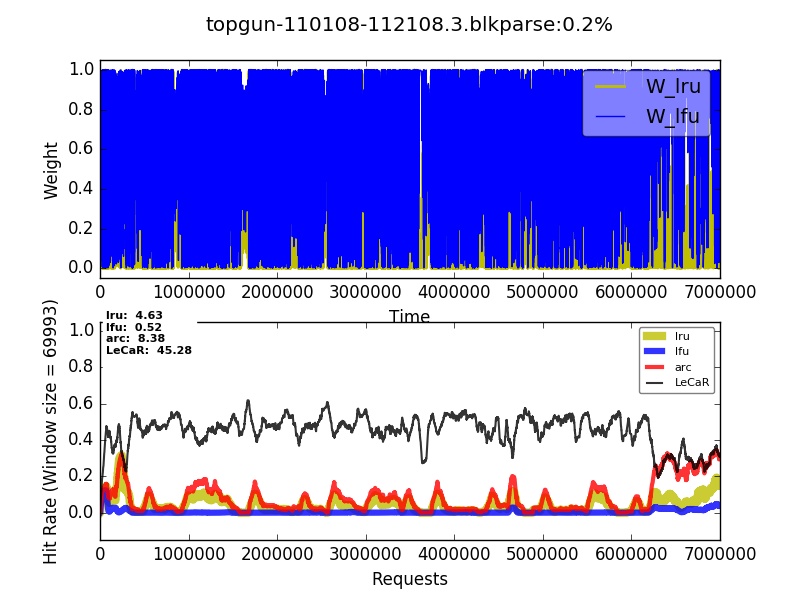 topgun-110108-112108.3.blkparse:0.2%
1.0
0.8
0.6
0.4
0.2
0.0
Weight
W_lru
W_lfu
0 1000000 2000000 3000000 4000000 5000000 6000000 7000000
Time
lru: 4.63
lfu: 0.52
arc: 8.38
LeCaR: 45.28
1.0
0.8
0.6
0.4
0.2
0.0
Hit Rate (Window size = 69993)
lru
lfu
arc
LeCaR
0 1000000 2000000 3000000 4000000 5000000 6000000 7000000
Requests